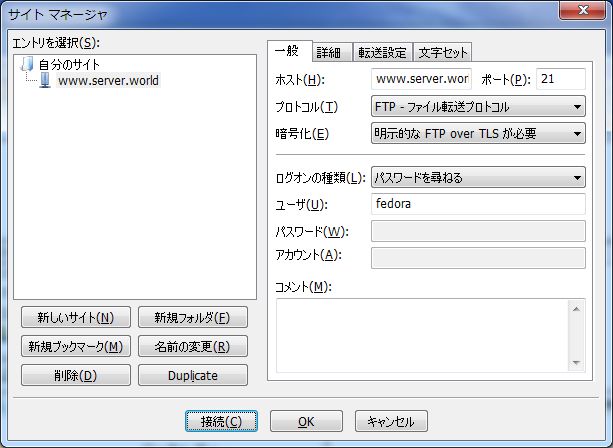 サイト マネージャ
エントリを選択(S):
自分のサイト
www.server.world
新しいサイト(N)
新規フォルダ(F)
新規ブックマーク(M)
名前の変更(R)
削除(D)
Duplicate
一般
詳細
転送設定
文字セット
ホスト(H):
www.server.wor
ポート(P):
21
プロトコル(T)
FTP - ファイル転送プロトコル
暗号化(E)
明示的な FTP over TLS が必要
ログオンの種類(L):
パスワードを尋ねる
ユーザ(U):
fedora
パスワード(W):
アカウント(A):
コメント(M):
接続(C)
OK
キャンセル